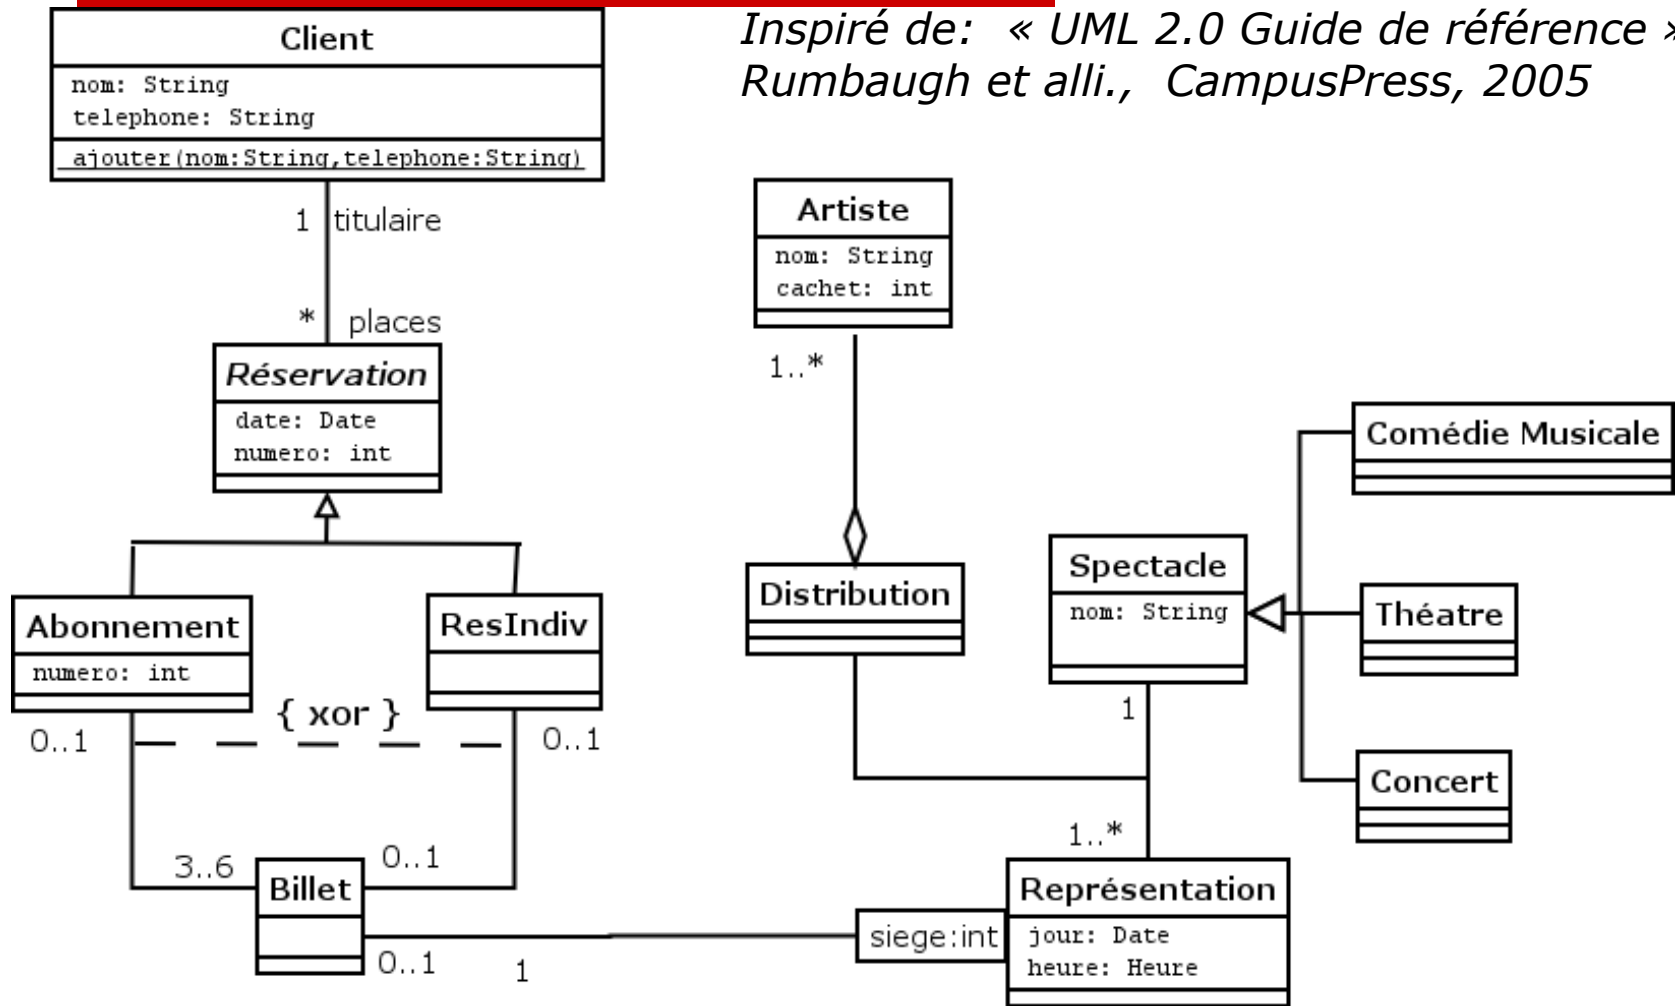 Inspiré de: « UML 2.0 Guide de référence »
Rumbaugh et alli., CampusPress, 2005
Client
nom: String
telephone: String
ajouter(nom:String,telephone:String)
1 titulaire
* places
Réservation
date: Date
numero: int
Artiste
nom: String
cachet: int
1..*
Comédie Musicale
Spectacle
nom: String
Distribution
Théatre
Concert
Abonnement
numero: int
ResIndiv
{ xor }
0..1
0..1
1
1..*
3..6
0..1
Billet
0..1
1
siege:int
Représentation
jour: Date
heure: Heure